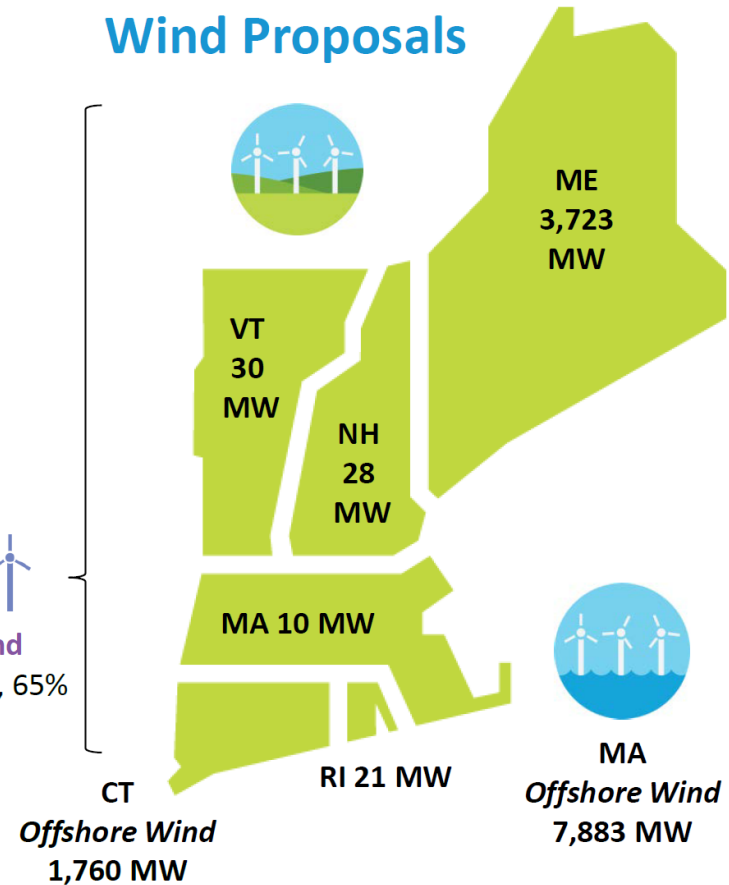 Wind Proposals
ME
3,723
MW
VT
30
MW
NH
28
MW
MA 10 MW
, 65%
RI 21 MW
MA
Offshore Wind
7,883 MW
CT
Offshore Wind
1,760 MW